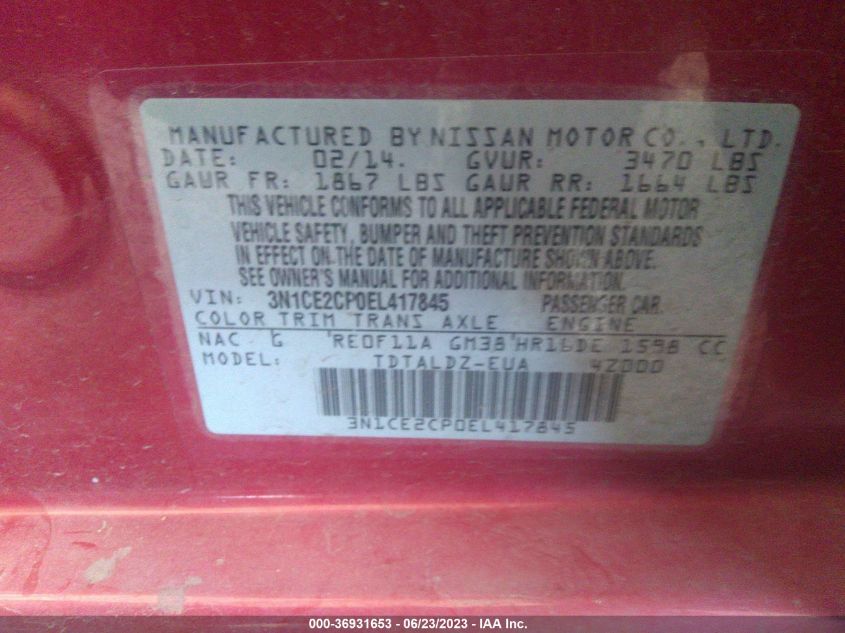 MANUFACTURED BY NISSAN MOTOR CO., LTD.
DATE: 02/14. GVWR: 3470 LBS
GAWR FR: 1867 LBS GAWR RR: 1664 LBS
THIS VEHICLE CONFORMS TO ALL APPLICABLE FEDERAL MOTOR
VEHICLE SAFETY, BUMPER AND THEFT PREVENTION STANDARDS
IN EFFECT ON THE DATE OF MANUFACTURE SHOWN ABOVE.
SEE OWNER'S MANUAL FOR ADDITIONAL INFORMATION.
VIN: 3N1CE2CP0EL417845 PASSENGER CAR.
COLOR TRIM TRANS AXLE ENGINE
NAC G RE0F11A GM38 HR16DE 1598 CC
MODEL: TDTALDZ-EUA 4Z000
3N1CE2CP0EL417845
000-36931653 - 06/23/2023 - IAA Inc.